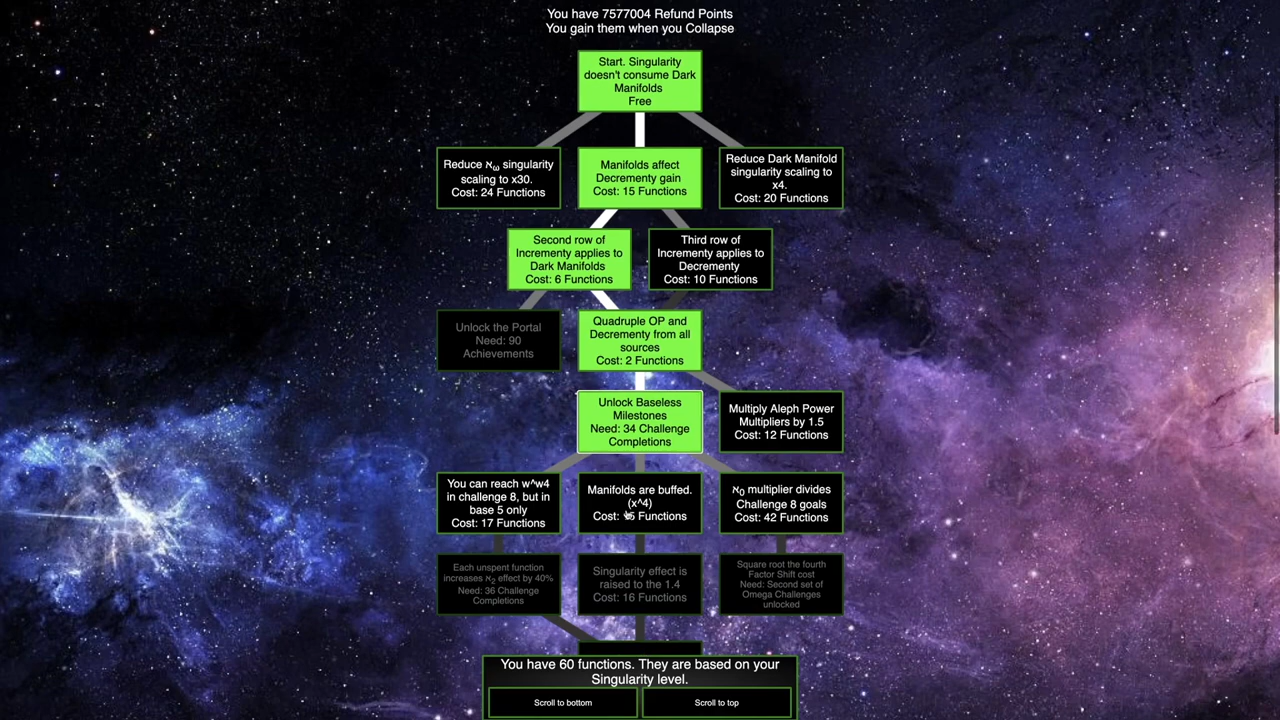 You have 7577004 Refund Points
You gain them when you Collapse
Start. Singularity
doesn't consume Dark
Manifolds
Free
Reduce ℵω singularity
scaling to x30.
Cost: 24 Functions
Manifolds affect
Decrementy gain
Cost: 15 Functions
Reduce Dark Manifold
singularity scaling to
x4.
Cost: 20 Functions
Second row of
Incrementy applies to
Dark Manifolds
Cost: 6 Functions
Third row of
Incrementy applies to
Decrementy
Cost: 10 Functions
Unlock the Portal
Need: 90
Achievements
Quadruple OP and
Decrementy from all
sources
Cost: 2 Functions
Unlock Baseless
Milestones
Need: 34 Challenge
Completions
Multiply Aleph Power
Multipliers by 1.5
Cost: 12 Functions
You can reach w^w4
in challenge 8, but in
base 5 only
Cost: 17 Functions
Manifolds are buffed.
(x^4)
Cost: Functions
ℵ0 multiplier divides
Challenge 8 goals
Cost: 42 Functions
Each unspent function
increases ℵ2 effect by 40%
Need: 36 Challenge
Completions
Singularity effect is
raised to the 1.4
Cost: 16 Functions
Square root the fourth
Factor Shift cost
Need: Second set of
Omega Challenges
unlocked
You have 60 functions. They are based on your
Singularity level.
Scroll to bottom
Scroll to top